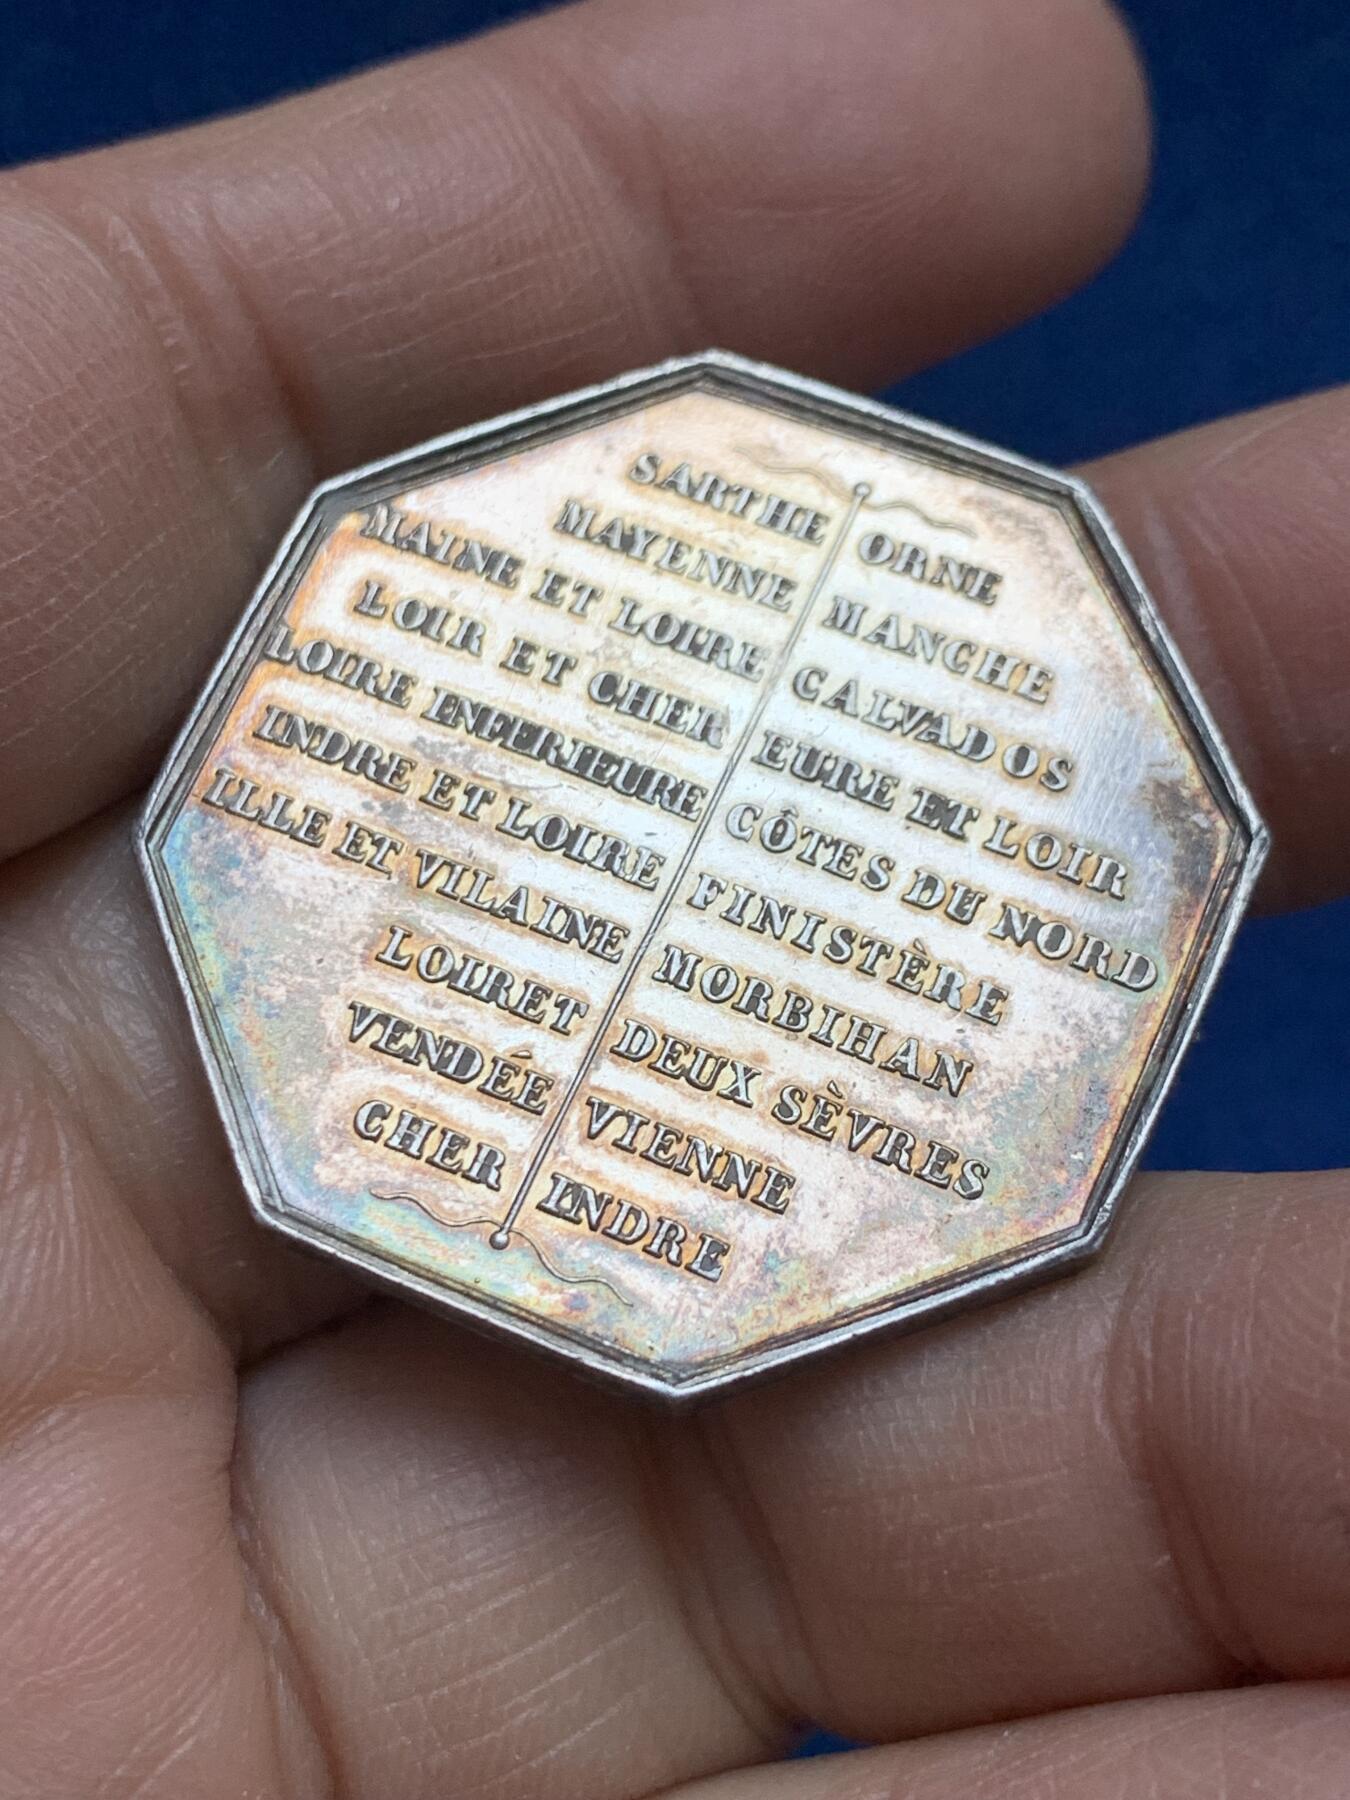 SARTHE
MAYENNE
MAINE ET LOIRE
LOIR ET CHER
LOIRE INFERIEURE
INDRE ET LOIRE
ILLE ET VILAINE
LOIRET
VENDÉE
CHER
ORNE
MANCHE
CALVADOS
EURE ET LOIR
CÔTES DU NORD
FINISTÈRE
MORBIHAN
DEUX SÈVRES
VIENNE
INDRE